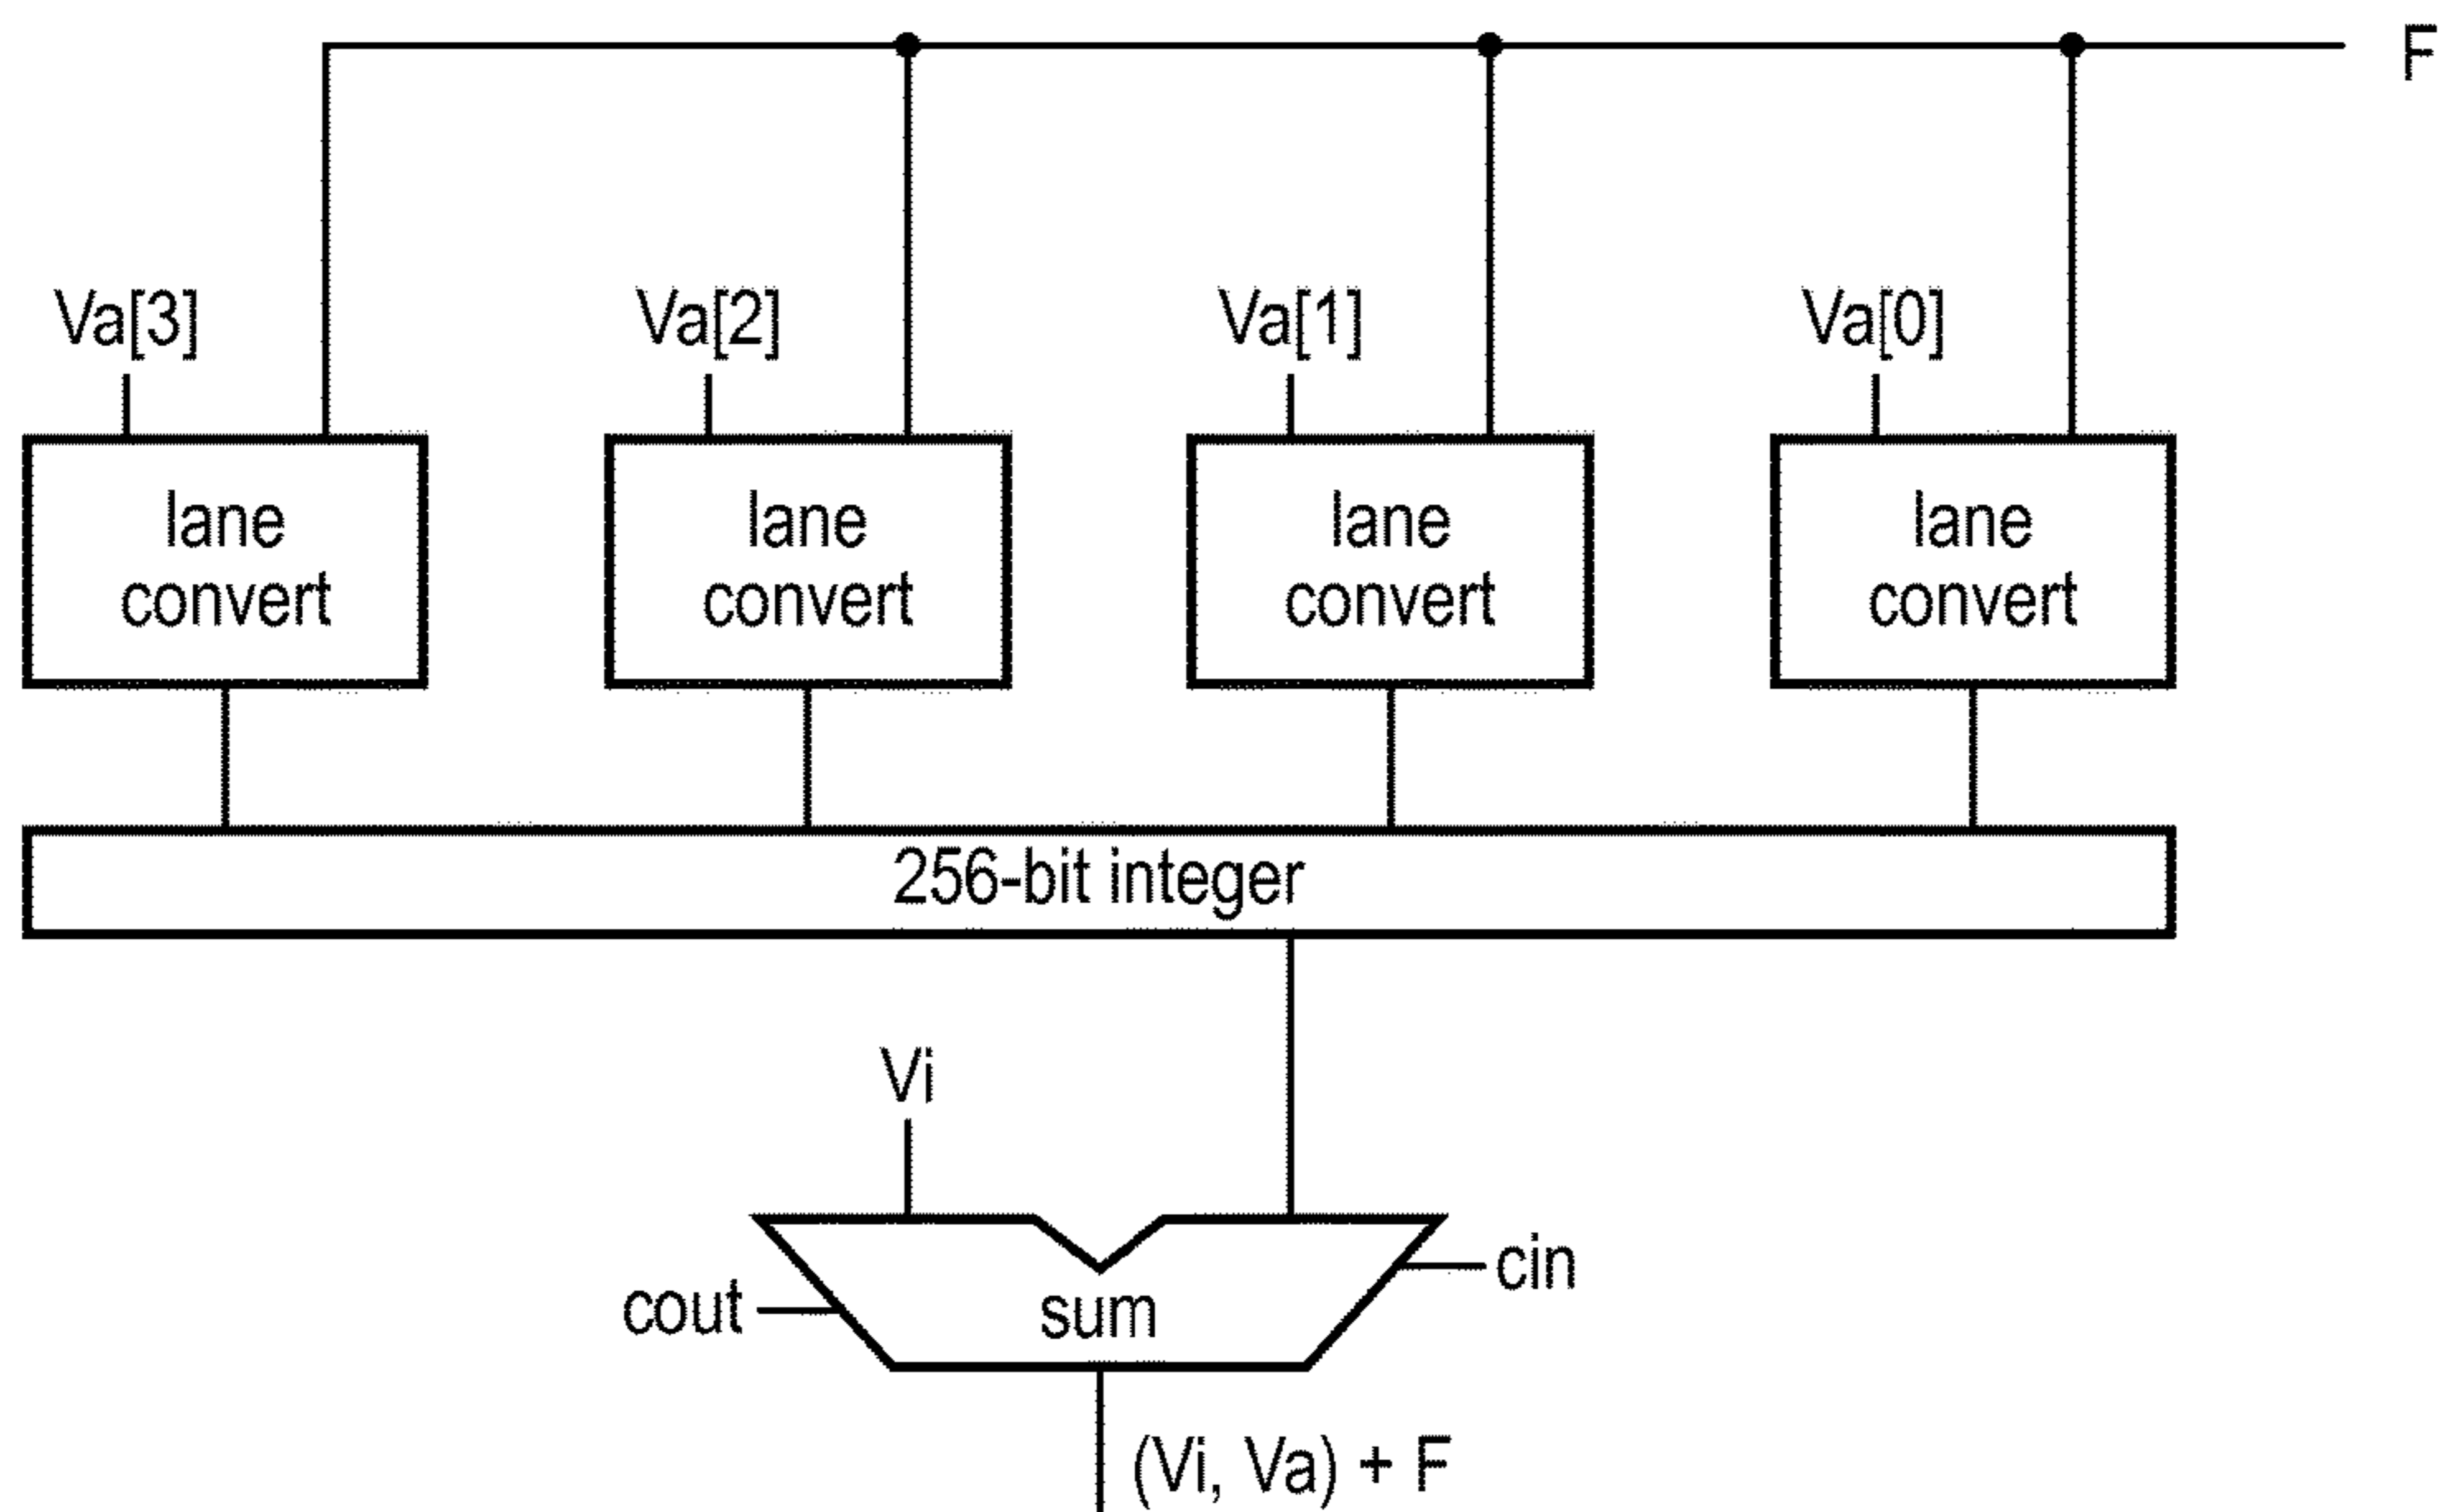 F
Va[3] Va[2] Va[1] Va[0]
lane convert
lane convert
lane convert
lane convert
256-bit integer
Vi
cin
cout
sum
(Vi, Va) + F